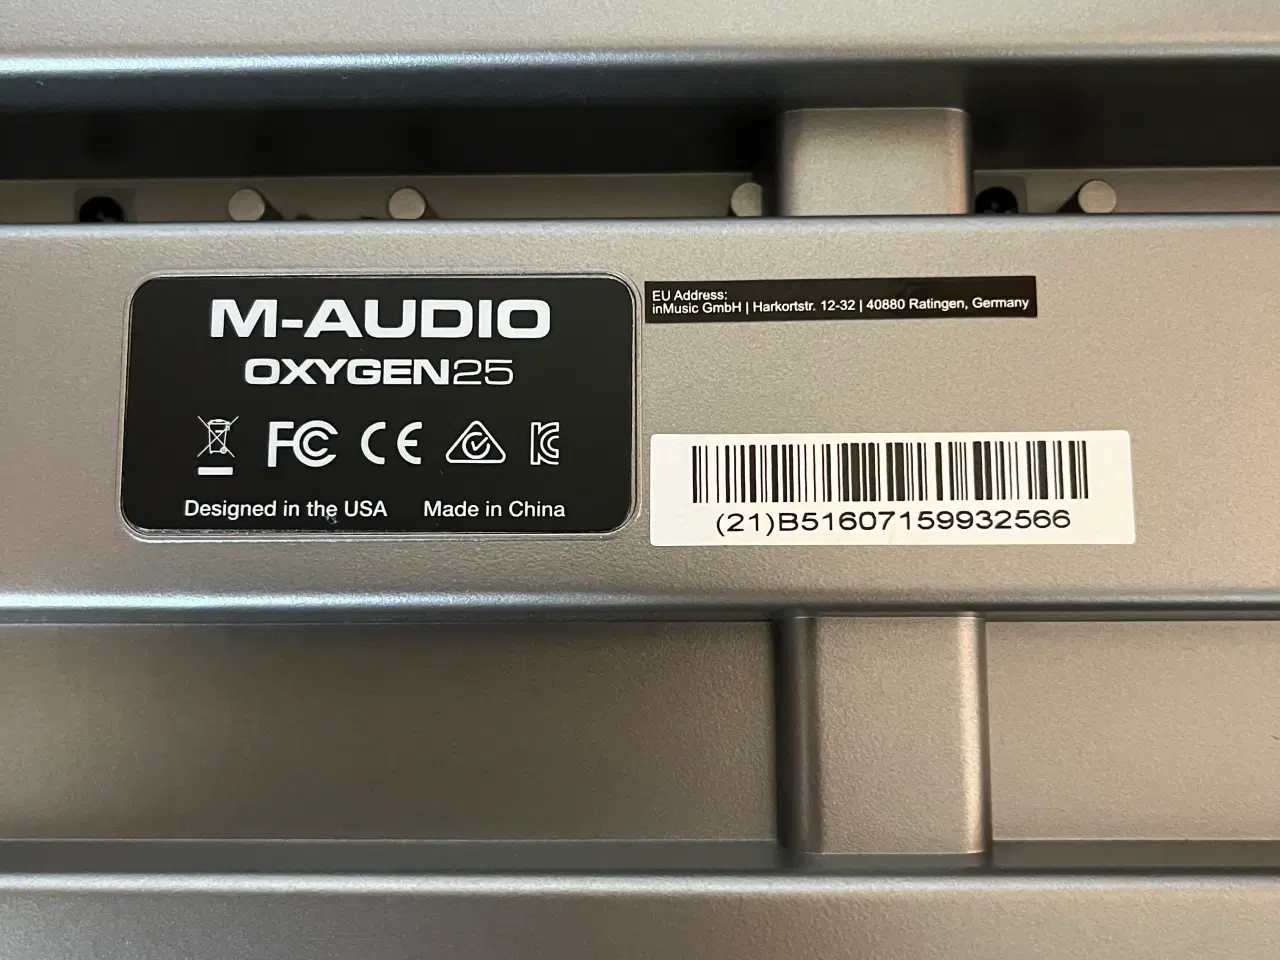 M-AUDIO
OXYGEN25
FC CE
Designed in the USA Made in China
EU Address:
inMusic GmbH | Harkortstr. 12-32 | 40880 Ratingen, Germany
(21)B51607159932566